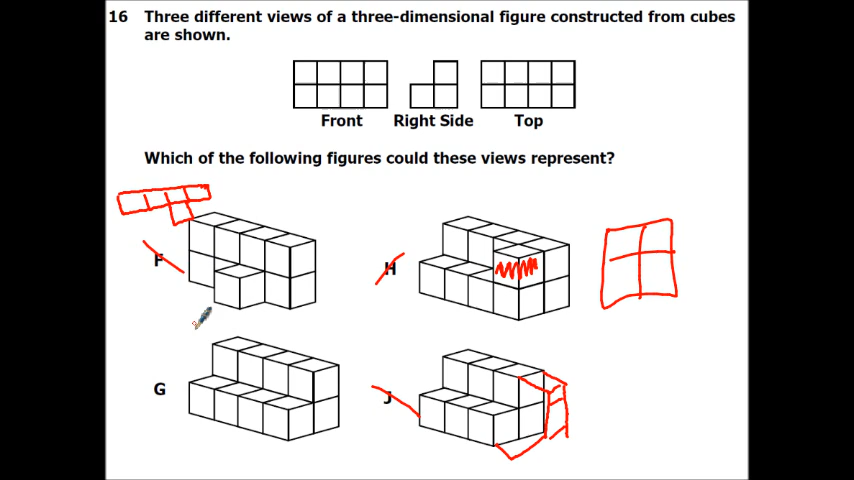 16 Three different views of a three-dimensional figure constructed from cubes
are shown.
Front Right Side Top
Which of the following figures could these views represent?
F H
G J